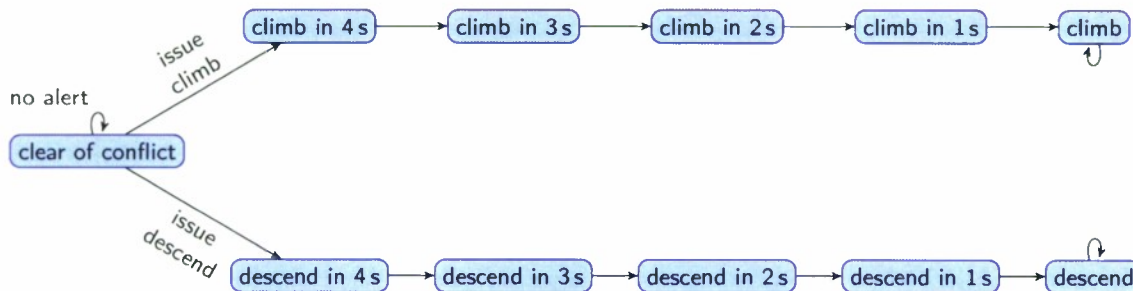 climb in 4 s
climb in 3 s
climb in 2 s
climb in 1 s
climb
issue
climb
no alert
clear of conflict
issue
descend
descend in 4 s
descend in 3 s
descend in 2 s
descend in 1 s
descend